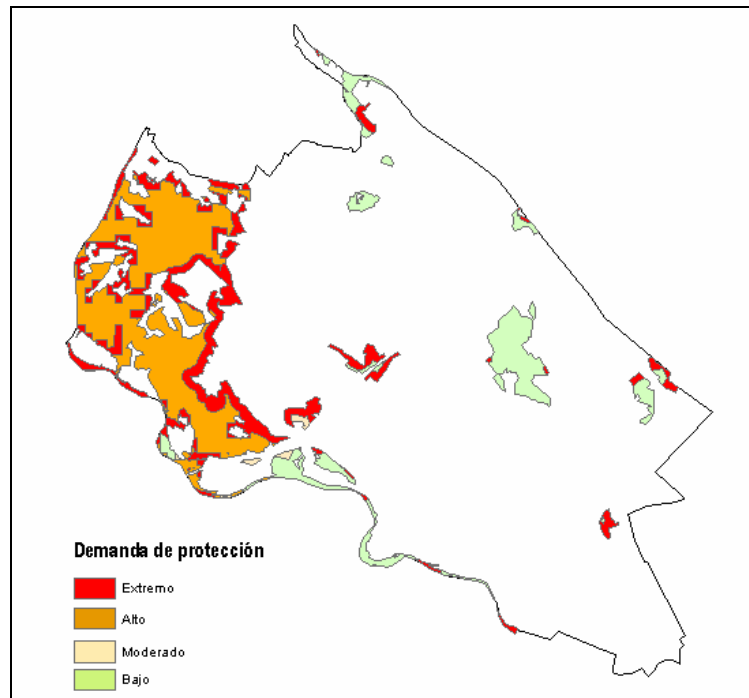 Demanda de protección
Extremo
Alto
Moderado
Bajo